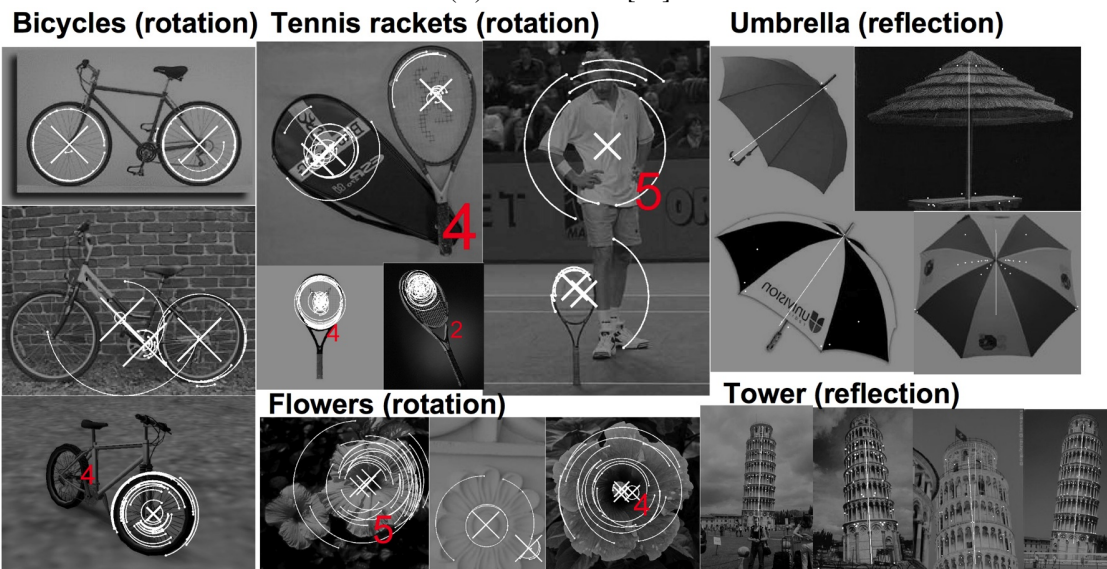 Bicycles (rotation)
Tennis rackets (rotation)
Umbrella (reflection)
4
5
4
2
UNIVISION
4
Flowers (rotation)
Tower (reflection)
5
4